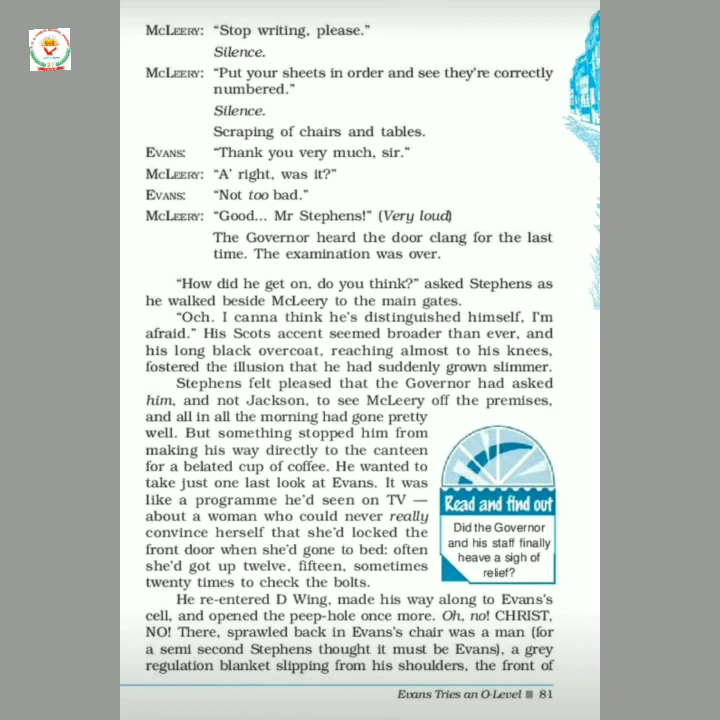 McLEERY: “Stop writing, please.”
Silence.
McLEERY: “Put your sheets in order and see they’re correctly
numbered.”
Silence.
Scraping of chairs and tables.
EVANS: “Thank you very much, sir.”
McLEERY: “A’ right, was it?”
EVANS: “Not too bad.”
McLEERY: “Good... Mr Stephens!” (Very loud)
The Governor heard the door clang for the last
time. The examination was over.
“How did he get on, do you think?” asked Stephens as
he walked beside McLeery to the main gates.
“Och. I canna think he’s distinguished himself, I’m
afraid.” His Scots accent seemed broader than ever, and
his long black overcoat, reaching almost to his knees,
fostered the illusion that he had suddenly grown slimmer.
Stephens felt pleased that the Governor had asked
him, and not Jackson, to see McLeery off the premises,
and all in all the morning had gone pretty
well. But something stopped him from
making his way directly to the canteen
for a belated cup of coffee. He wanted to
take just one last look at Evans. It was
like a programme he’d seen on TV —
about a woman who could never really
convince herself that she’d locked the
front door when she’d gone to bed: often
she’d got up twelve, fifteen, sometimes
twenty times to check the bolts.
Read and find out
Did the Governor
and his staff finally
heave a sigh of
relief?
He re-entered D Wing, made his way along to Evans’s
cell, and opened the peep-hole once more. Oh, no! CHRIST,
NO! There, sprawled back in Evans’s chair was a man (for
a semi second Stephens thought it must be Evans), a grey
regulation blanket slipping from his shoulders, the front of
Evans Tries an O-Level ■ 81